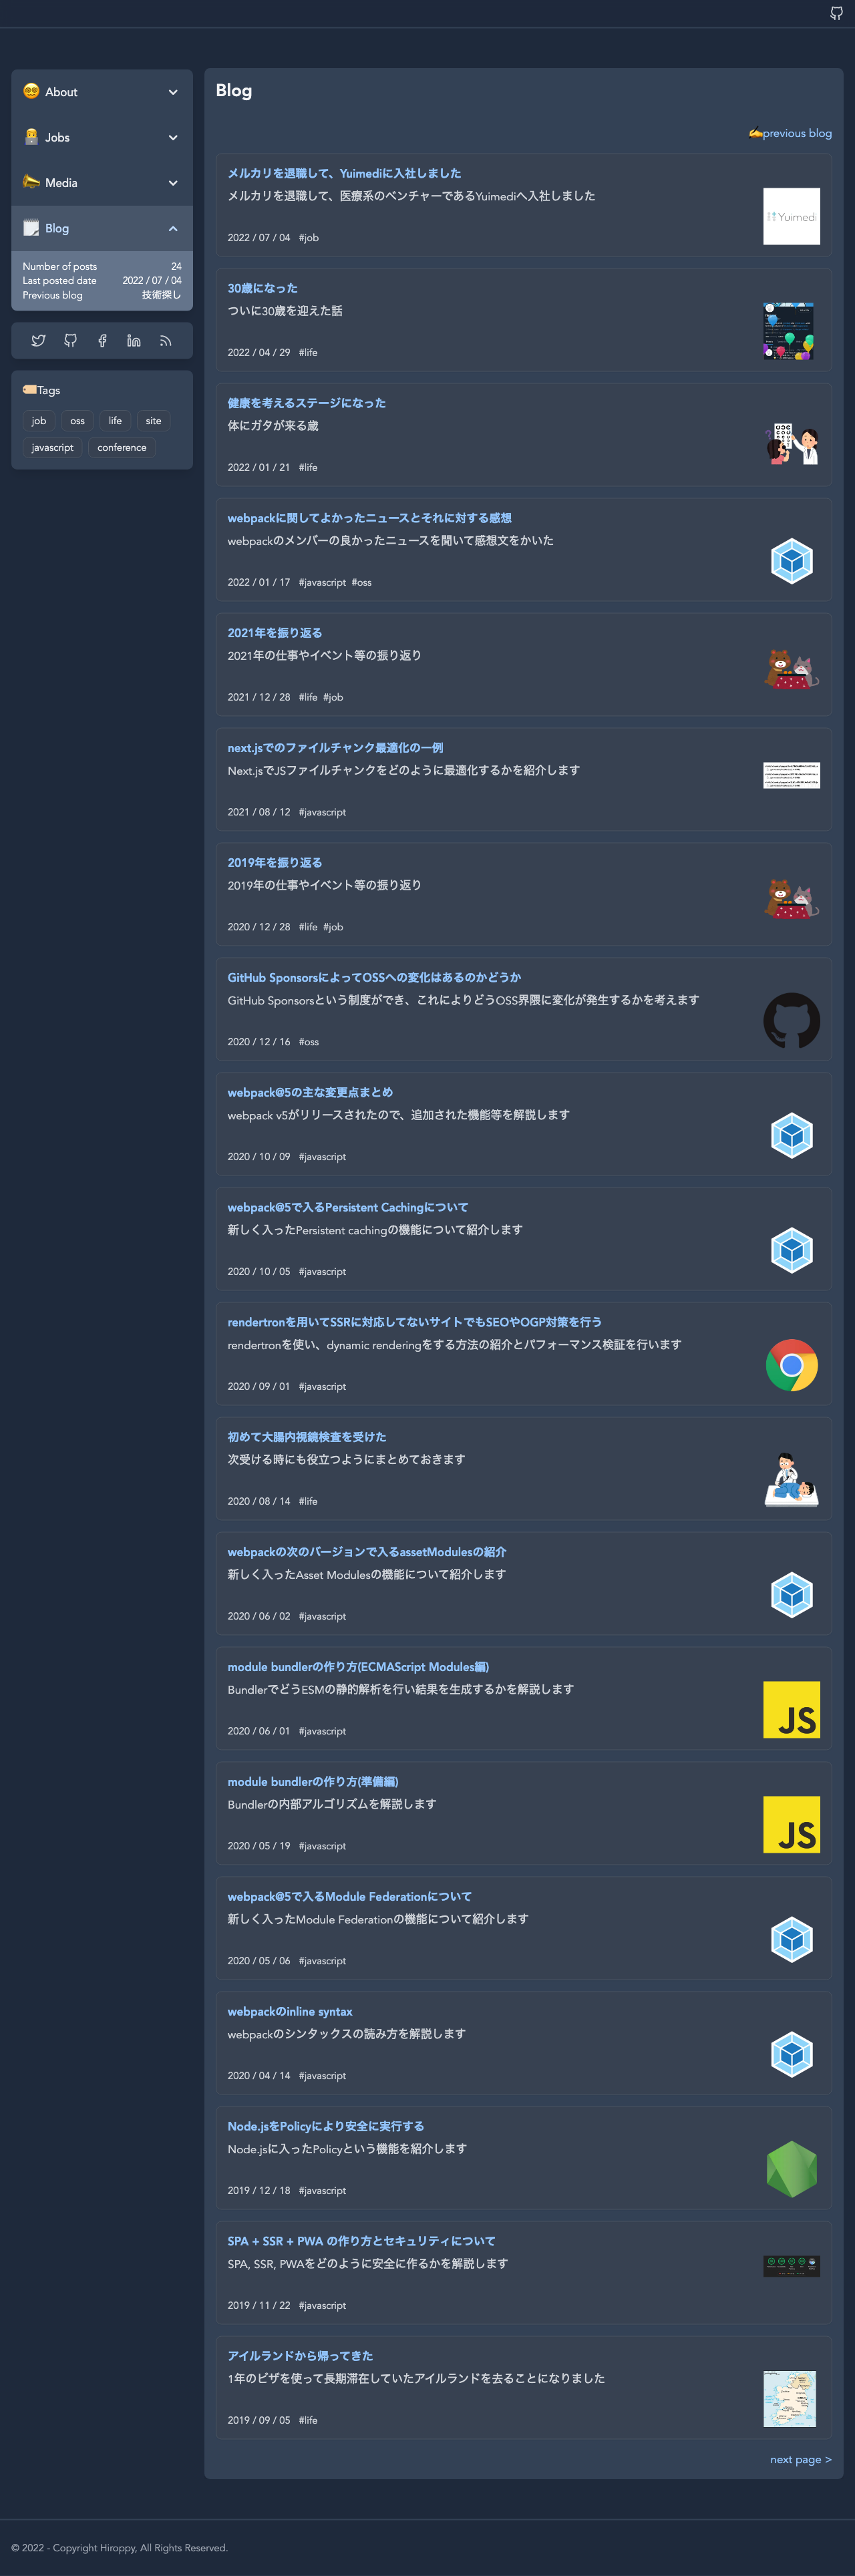 About
Jobs
Media
Blog
Number of posts 24
Last posted date 2022 / 07 / 04
Previous blog 技術探し
Tags
job oss life site
javascript conference
Blog
previous blog
メルカリを退職して、Yuimediに入社しました
メルカリを退職して、医療系のベンチャーであるYuimediへ入社しました
2022 / 07 / 04 #job
Yuimedi
30歳になった
ついに30歳を迎えた話
2022 / 04 / 29 #life
健康を考えるステージになった
体にガタが来る歳
2022 / 01 / 21 #life
webpackに関してよかったニュースとそれに対する感想
webpackのメンバーの良かったニュースを聞いて感想文をかいた
2022 / 01 / 17 #javascript #oss
2021年を振り返る
2021年の仕事やイベント等の振り返り
2021 / 12 / 28 #life #job
next.jsでのファイルチャンク最適化の一例
Next.jsでJSファイルチャンクをどのように最適化するかを紹介します
2021 / 08 / 12 #javascript
2019年を振り返る
2019年の仕事やイベント等の振り返り
2020 / 12 / 28 #life #job
GitHub SponsorsによってOSSへの変化はあるのかどうか
GitHub Sponsorsという制度ができ、これによりどうOSS界隈に変化が発生するかを考えます
2020 / 12 / 16 #oss
webpack@5の主な変更点まとめ
webpack v5がリリースされたので、追加された機能等を解説します
2020 / 10 / 09 #javascript
webpack@5で入るPersistent Cachingについて
新しく入ったPersistent cachingの機能について紹介します
2020 / 10 / 05 #javascript
rendertronを用いてSSRに対応してないサイトでもSEOやOGP対策を行う
rendertronを使い、dynamic renderingをする方法の紹介とパフォーマンス検証を行います
2020 / 09 / 01 #javascript
初めて大腸内視鏡検査を受けた
次受ける時にも役立つようにまとめておきます
2020 / 08 / 14 #life
webpackの次のバージョンで入るassetModulesの紹介
新しく入ったAsset Modulesの機能について紹介します
2020 / 06 / 02 #javascript
module bundlerの作り方(ECMAScript Modules編)
BundlerでどうESMの静的解析を行い結果を生成するかを解説します
2020 / 06 / 01 #javascript
JS
module bundlerの作り方(準備編)
Bundlerの内部アルゴリズムを解説します
2020 / 05 / 19 #javascript
JS
webpack@5で入るModule Federationについて
新しく入ったModule Federationの機能について紹介します
2020 / 05 / 06 #javascript
webpackのinline syntax
webpackのシンタックスの読み方を解説します
2020 / 04 / 14 #javascript
Node.jsをPolicyにより安全に実行する
Node.jsに入ったPolicyという機能を紹介します
2019 / 12 / 18 #javascript
SPA + SSR + PWA の作り方とセキュリティについて
SPA, SSR, PWAをどのように安全に作るかを解説します
2019 / 11 / 22 #javascript
アイルランドから帰ってきた
1年のビザを使って長期滞在していたアイルランドを去ることになりました
2019 / 09 / 05 #life
next page >
© 2022 - Copyright Hiroppy, All Rights Reserved.